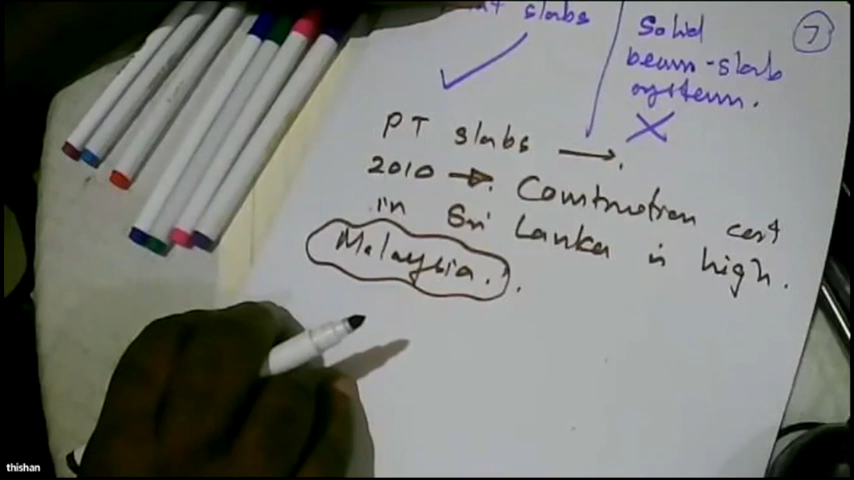 slabs
Solid
beam-slab
system.
7
PT slabs →.
2010 → Construction cost
in Sri Lanka is high.
Malaysia.
thishan